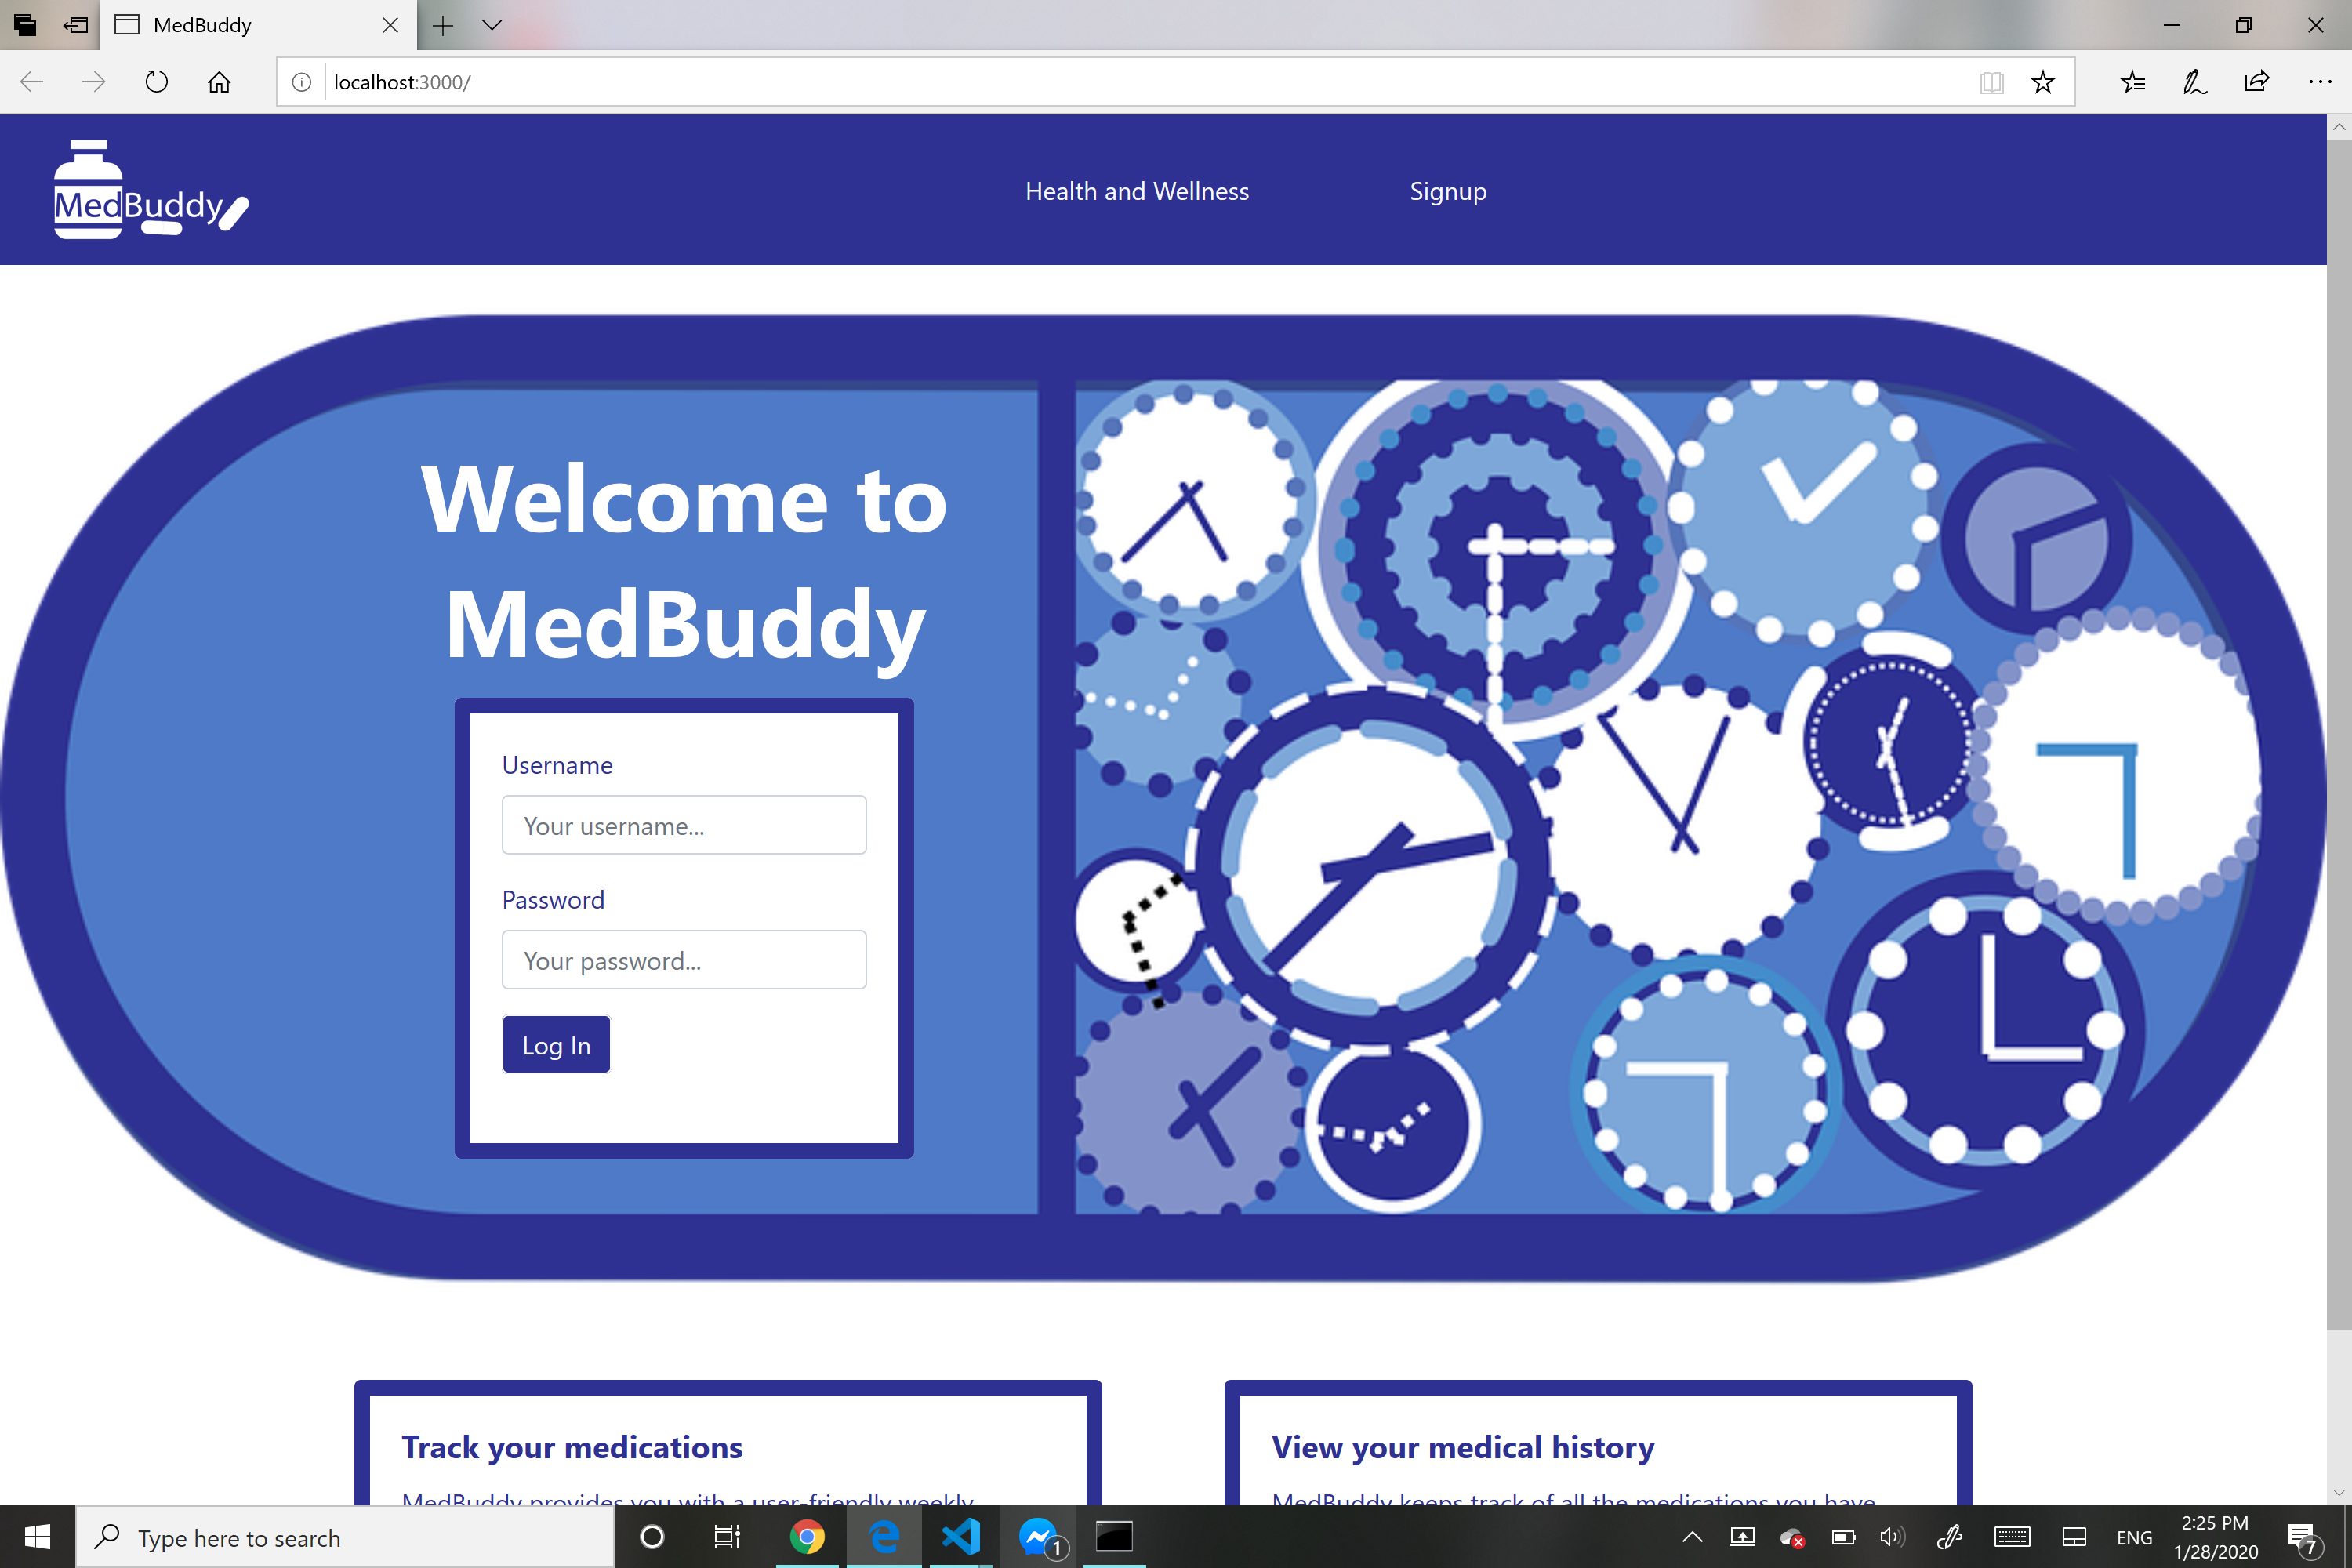 MedBuddy
localhost:3000/
MedBuddy
Health and Wellness
Signup
Welcome to
MedBuddy
Username
Your username...
Password
Your password...
Log In
Track your medications
MedBuddy provides you with a user-friendly weekly
View your medical history
MedBuddy keeps track of all the medications you have
Type here to search
1
ENG
2:25 PM
1/28/2020
7